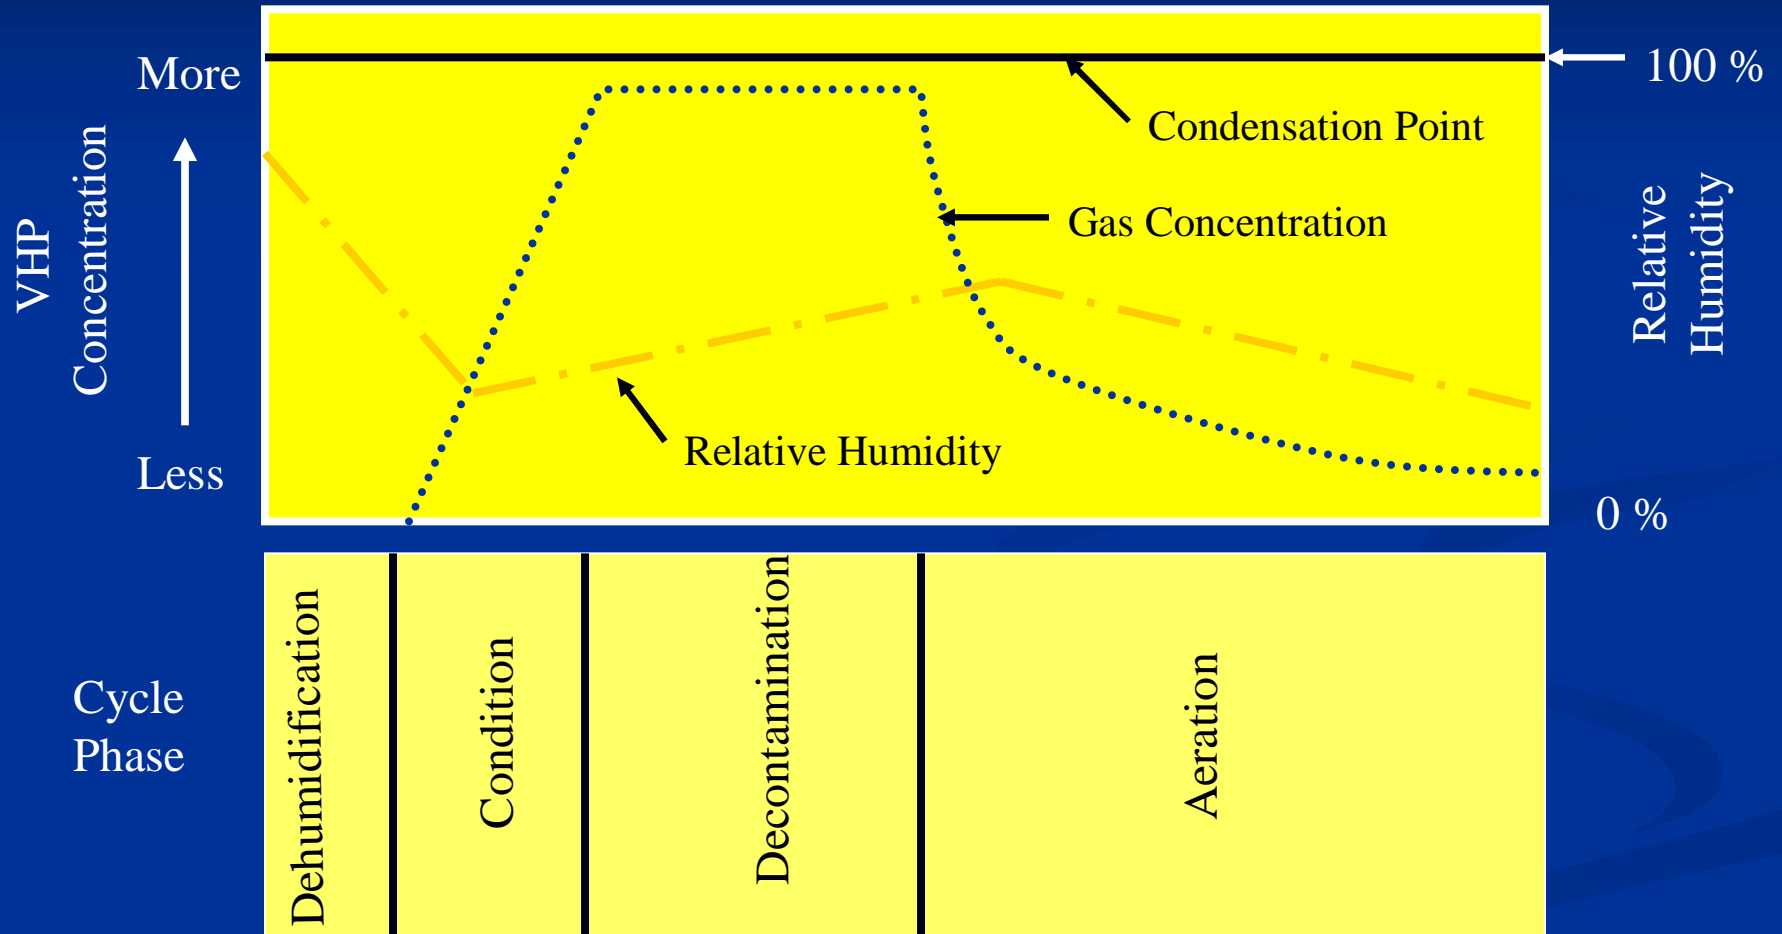 More
100 %
Condensation Point
VHP
Concentration
Gas Concentration
Relative
Humidity
Relative Humidity
Less
0 %
Cycle
Phase
Dehumidification
Condition
Decontamination
Aeration